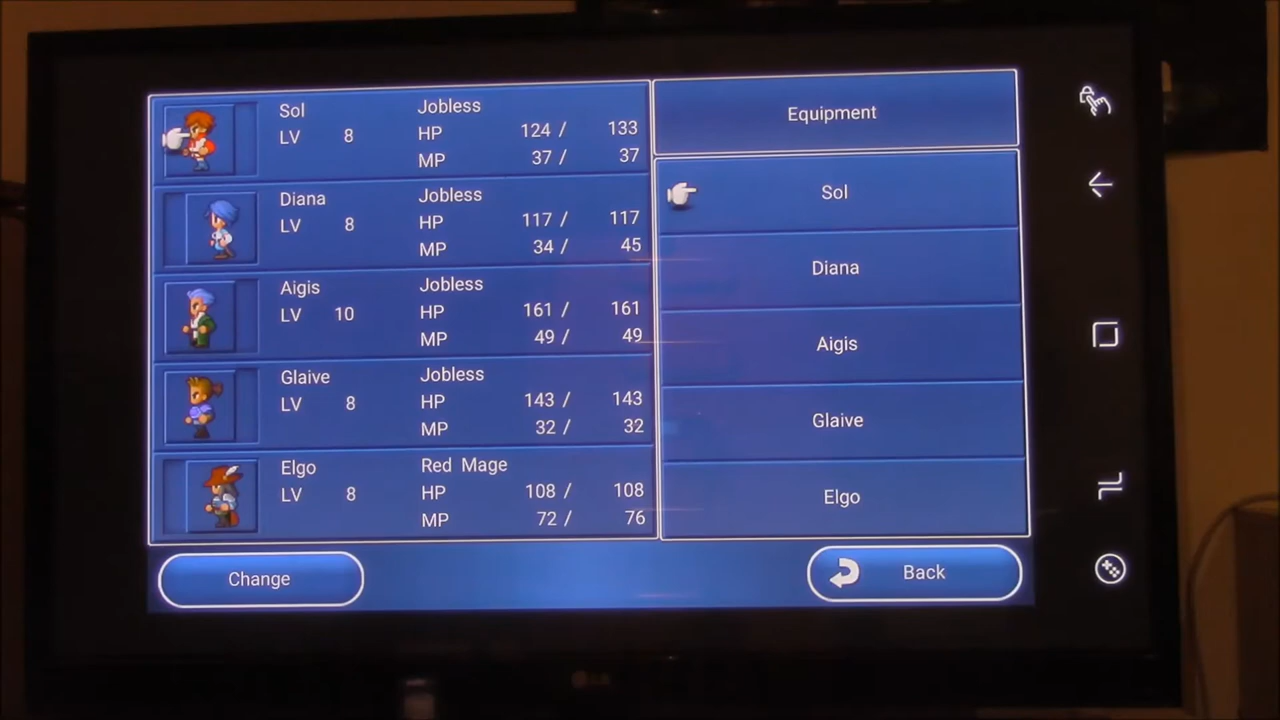 Sol Jobless
LV 8 HP 124 / 133
MP 37 / 37
Diana Jobless
LV 8 HP 117 / 117
MP 34 / 45
Aigis Jobless
LV 10 HP 161 / 161
MP 49 / 49
Glaive Jobless
LV 8 HP 143 / 143
MP 32 / 32
Elgo Red Mage
LV 8 HP 108 / 108
MP 72 / 76
Equipment
Sol
Diana
Aigis
Glaive
Elgo
Change
Back
LG